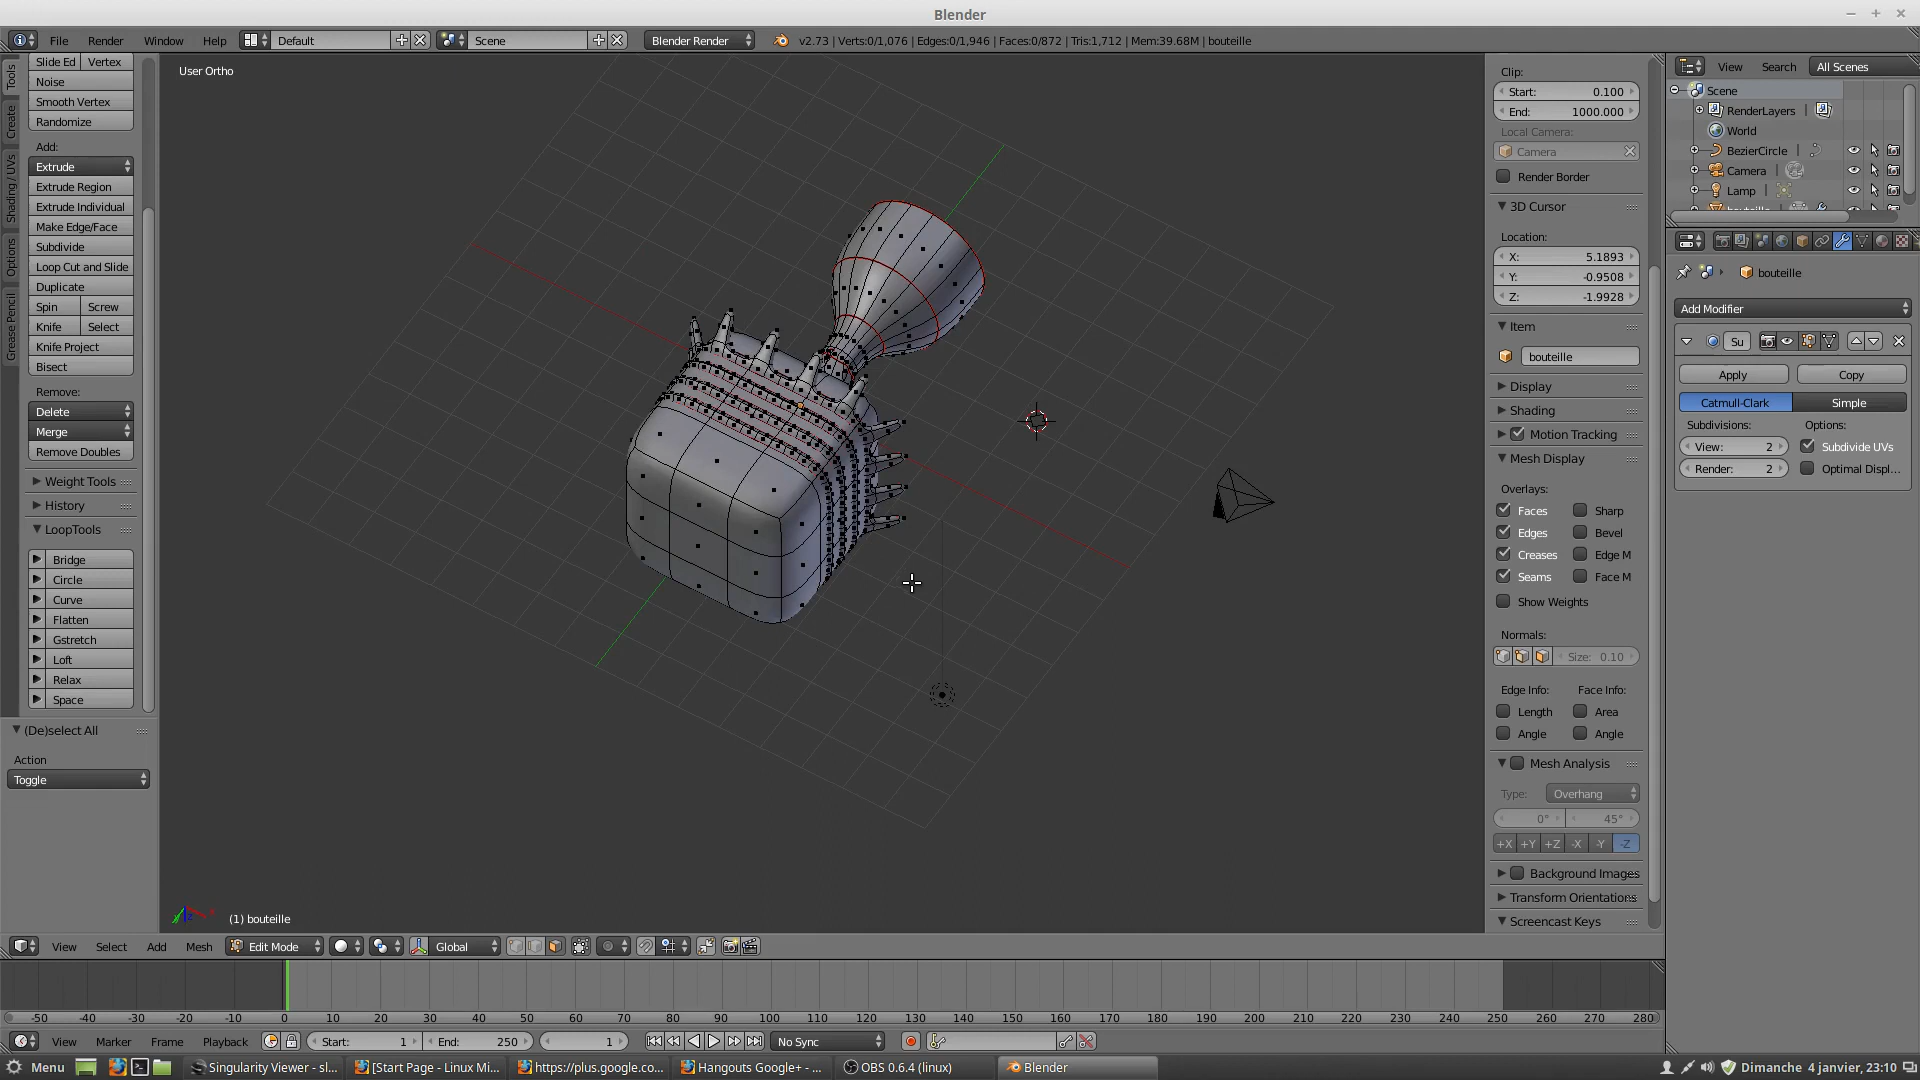 Blender
File Render Window Help Default Scene Blender Render v2.73 | Verts:0/1,076 | Edges:0/1,946 | Faces:0/872 | Tris:1,712 | Mem:39.68M | bouteille
Tools
Create
Shading / UVs
Options
Grease Pencil
Slide Ed Vertex
Noise
Smooth Vertex
Randomize
Add:
Extrude
Extrude Region
Extrude Individual
Make Edge/Face
Subdivide
Loop Cut and Slide
Duplicate
Spin Screw
Knife Select
Knife Project
Bisect
Remove:
Delete
Merge
Remove Doubles
Weight Tools
History
LoopTools
Bridge
Circle
Curve
Flatten
Gstretch
Loft
Relax
Space
(De)select All
Action
Toggle
User Ortho
(1) bouteille
Clip:
Start: 0.100
End: 1000.000
Local Camera:
Camera
Render Border
3D Cursor
Location:
X: 5.1893
Y: -0.9508
Z: -1.9928
Item
bouteille
Display
Shading
Motion Tracking
Mesh Display
Overlays:
Faces Sharp
Edges Bevel
Creases Edge M
Seams Face M
Show Weights
Normals:
Size: 0.10
Edge Info: Face Info:
Length Area
Angle Angle
Mesh Analysis
Type: Overhang
0° 45°
+X +Y +Z -X -Y -Z
Background Images
Transform Orientations
Screencast Keys
View Search All Scenes
Scene
RenderLayers
World
BezierCircle
Camera
Lamp
bouteille
Add Modifier
Su
Apply Copy
Catmull-Clark Simple
Subdivisions: Options:
View: 2 Subdivide UVs
Render: 2 Optimal Displ...
View Select Add Mesh Edit Mode Global
-50 -40 -30 -20 -10 0 10 20 30 40 50 60 70 80 90 100 110 120 130 140 150 160 170 180 190 200 210 220 230 240 250 260 270 280
View Marker Frame Playback Start: 1 End: 250 1 No Sync
Menu Singularity Viewer - sl... [Start Page - Linux Mi... https://plus.google.co... Hangouts Google+ - ... OBS 0.6.4 (linux) Blender Dimanche 4 janvier, 23:10